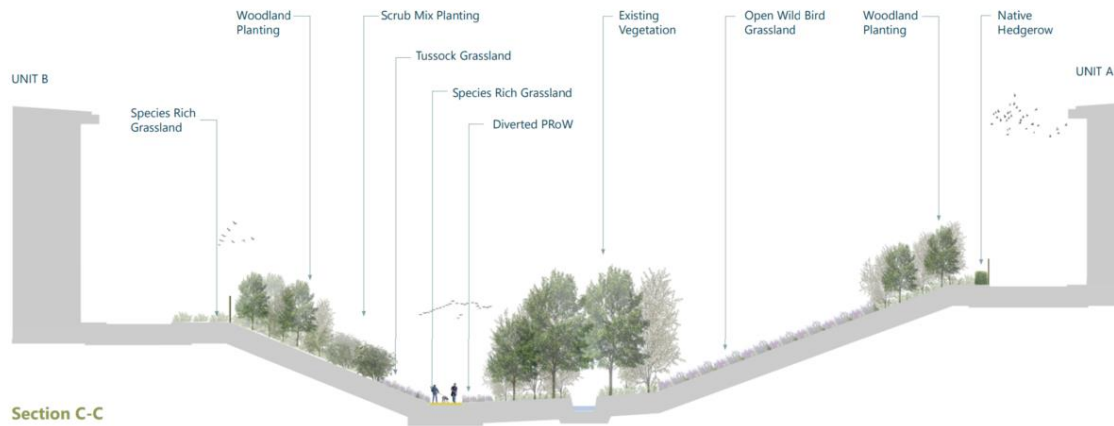 Woodland
Planting
Scrub Mix Planting
Existing
Vegetation
Open Wild Bird
Grassland
Woodland
Planting
Native
Hedgerow
Tussock Grassland
UNIT B
UNIT A
Species Rich Grassland
Species Rich
Grassland
Diverted PRoW
Section C-C